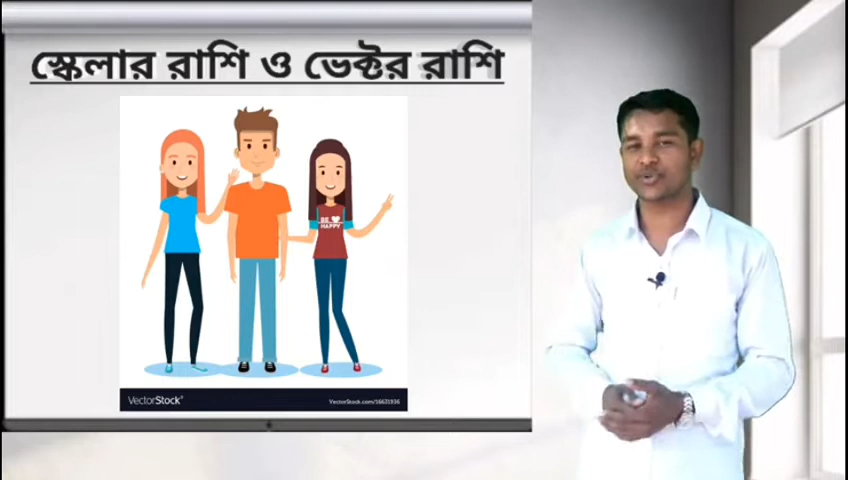 স্কেলার রাশি ও ভেক্টর রাশি
BE
HAPPY
VectorStock®
VectorStock.com/16631936